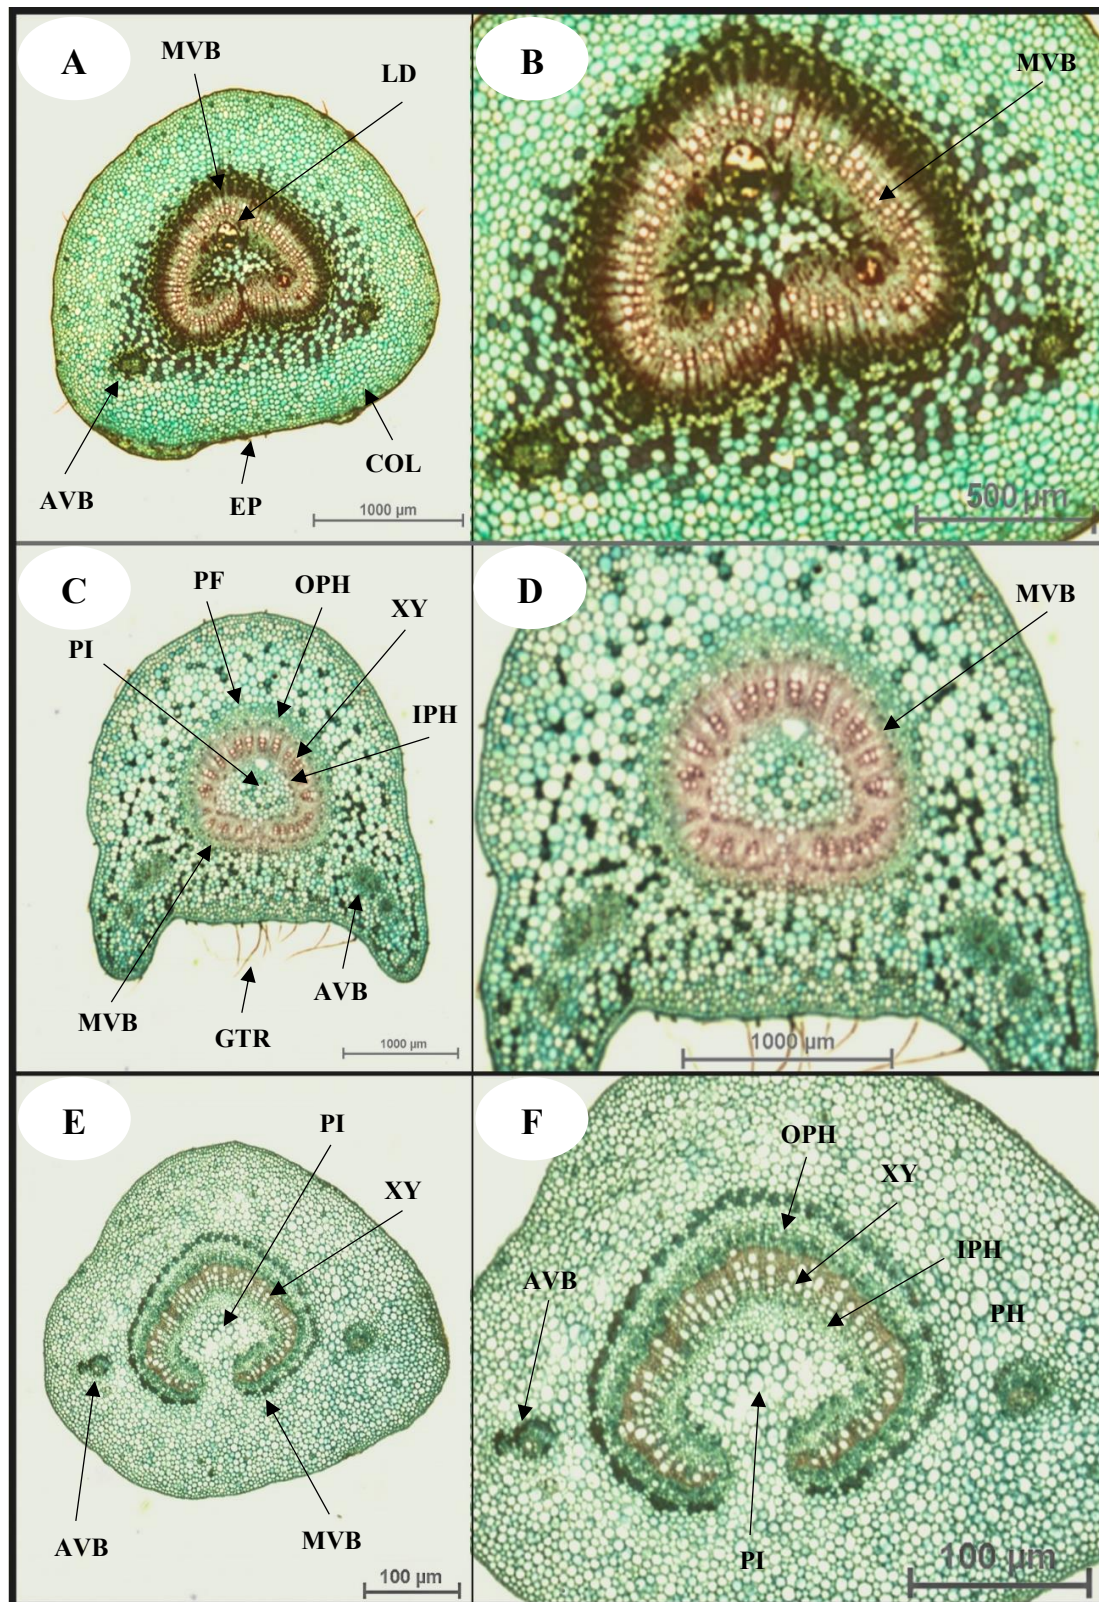 A
MVB
LD
AVB
EP
COL
1000 µm
B
MVB
500 µm
C
PF
OPH
XY
PI
IPH
MVB
GTR
AVB
1000 µm
D
MVB
1000 µm
E
PI
XY
AVB
MVB
100 µm
F
OPH
XY
IPH
AVB
PH
PI
100 µm